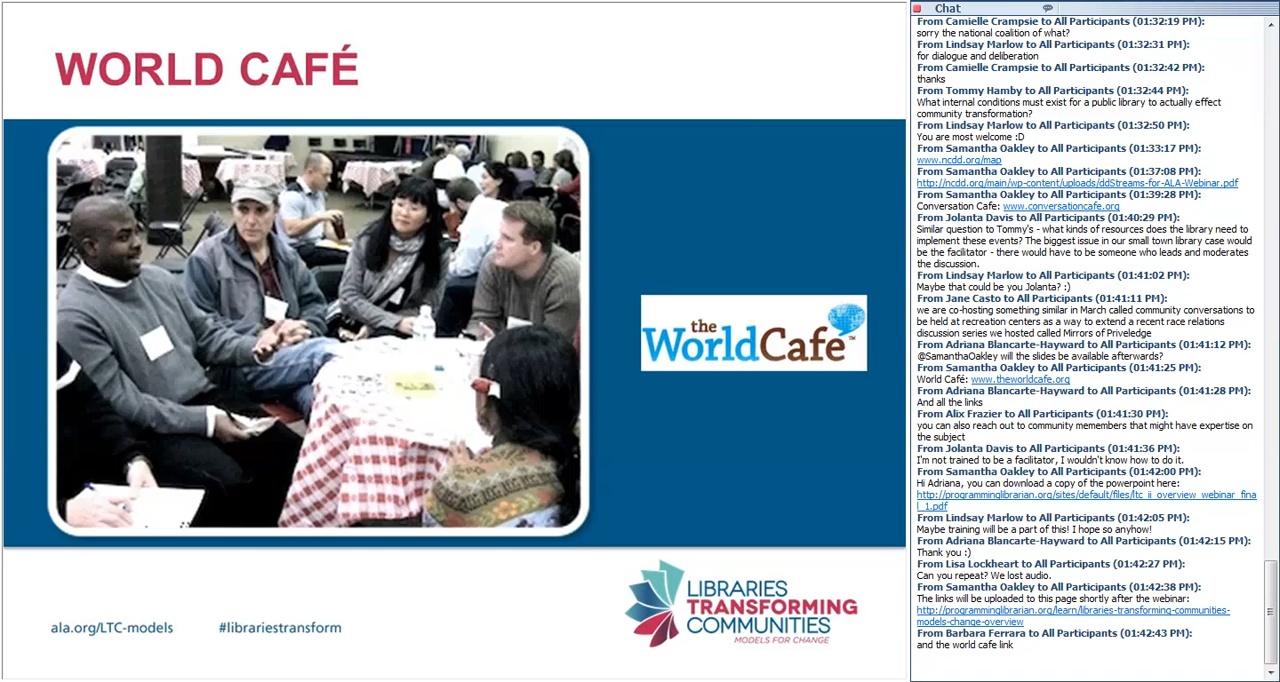 WORLD CAFÉ
the
WorldCafe™
LIBRARIES
TRANSFORMING
COMMUNITIES
MODELS FOR CHANGE
ala.org/LTC-models
#librariestransform
Chat
From Camielle Crampsie to All Participants (01:32:19 PM):
sorry the national coalition of what?
From Lindsay Marlow to All Participants (01:32:31 PM):
for dialogue and deliberation
From Camielle Crampsie to All Participants (01:32:42 PM):
thanks
From Tommy Hamby to All Participants (01:32:44 PM):
What internal conditions must exist for a public library to actually effect
community transformation?
From Lindsay Marlow to All Participants (01:32:50 PM):
You are most welcome :D
From Samantha Oakley to All Participants (01:33:17 PM):
www.ncdd.org/map
From Samantha Oakley to All Participants (01:37:08 PM):
http://ncdd.org/main/wp-content/uploads/ddStreams-for-ALA-Webinar.pdf
From Samantha Oakley to All Participants (01:39:28 PM):
Conversation Cafe: www.conversationcafe.org
From Jolanta Davis to All Participants (01:40:29 PM):
Similar question to Tommy's - what kinds of resources does the library need to
implement these events? The biggest issue in our small town library case would
be the facilitator - there would have to be someone who leads and moderates
the discussion.
From Lindsay Marlow to All Participants (01:41:02 PM):
Maybe that could be you Jolanta? :)
From Jane Casto to All Participants (01:41:11 PM):
we are co-hosting something similar in March called community conversations to
be held at recreation centers as a way to extend a recent race relations
discussion series we hosted called Mirrors of Priveledge
From Adriana Blancarte-Hayward to All Participants (01:41:12 PM):
@SamanthaOakley will the slides be available afterwards?
From Samantha Oakley to All Participants (01:41:25 PM):
World Café: www.theworldcafe.org
From Adriana Blancarte-Hayward to All Participants (01:41:28 PM):
And all the links
From Alix Frazier to All Participants (01:41:30 PM):
you can also reach out to community memembers that might have expertise on
the subject
From Jolanta Davis to All Participants (01:41:36 PM):
I'm not trained to be a facilitator, I wouldn't know how to do it.
From Samantha Oakley to All Participants (01:42:00 PM):
Hi Adriana, you can download a copy of the powerpoint here:
http://programminglibrarian.org/sites/default/files/ltc_ii_overview_webinar_fina
l_1.pdf
From Lindsay Marlow to All Participants (01:42:05 PM):
Maybe training will be a part of this! I hope so anyhow!
From Adriana Blancarte-Hayward to All Participants (01:42:15 PM):
Thank you :)
From Lisa Lockheart to All Participants (01:42:27 PM):
Can you repeat? We lost audio.
From Samantha Oakley to All Participants (01:42:38 PM):
The links will be uploaded to this page shortly after the webinar:
http://programminglibrarian.org/learn/libraries-transforming-communities-
models-change-overview
From Barbara Ferrara to All Participants (01:42:43 PM):
and the world cafe link